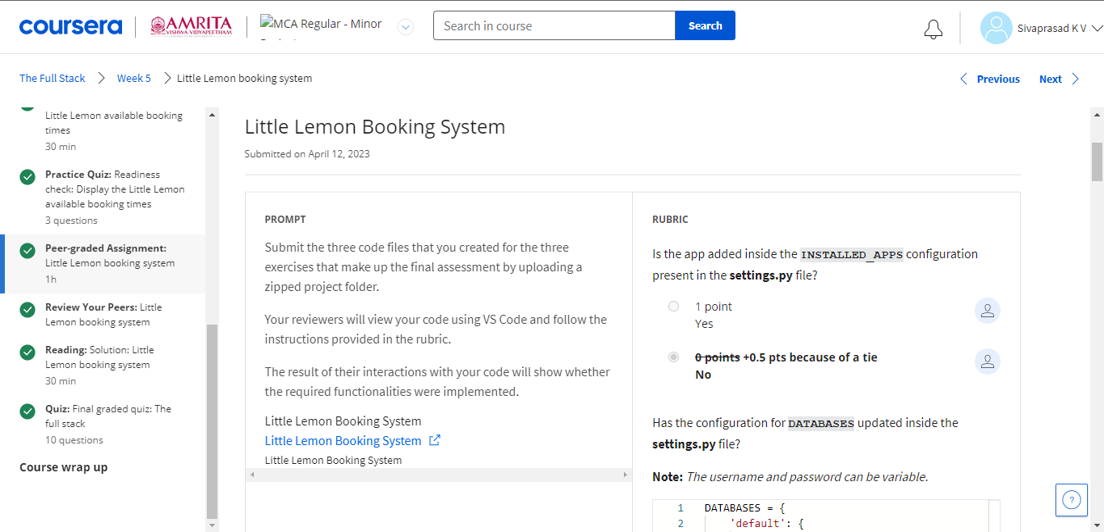 coursera
AMRITA
VISHWA VIDYAPEETHAM
MCA Regular - Minor
Search in course
Search
Sivaprasad K V
The Full Stack
Week 5
Little Lemon booking system
Previous
Next
Little Lemon available booking
times
30 min
Practice Quiz: Readiness
check: Display the Little Lemon
available booking times
3 questions
Peer-graded Assignment:
Little Lemon booking system
1h
Review Your Peers: Little
Lemon booking system
Reading: Solution: Little
Lemon booking system
30 min
Quiz: Final graded quiz: The
full stack
10 questions
Course wrap up
Little Lemon Booking System
Submitted on April 12, 2023
PROMPT
Submit the three code files that you created for the three
exercises that make up the final assessment by uploading a
zipped project folder.
Your reviewers will view your code using VS Code and follow the
instructions provided in the rubric.
The result of their interactions with your code will show whether
the required functionalities were implemented.
Little Lemon Booking System
Little Lemon Booking System
Little Lemon Booking System
RUBRIC
Is the app added inside the INSTALLED_APPS configuration
present in the settings.py file?
1 point
Yes
0 points +0.5 pts because of a tie
No
Has the configuration for DATABASES updated inside the
settings.py file?
Note: The username and password can be variable.
1 DATABASES = {
2 'default': {
?